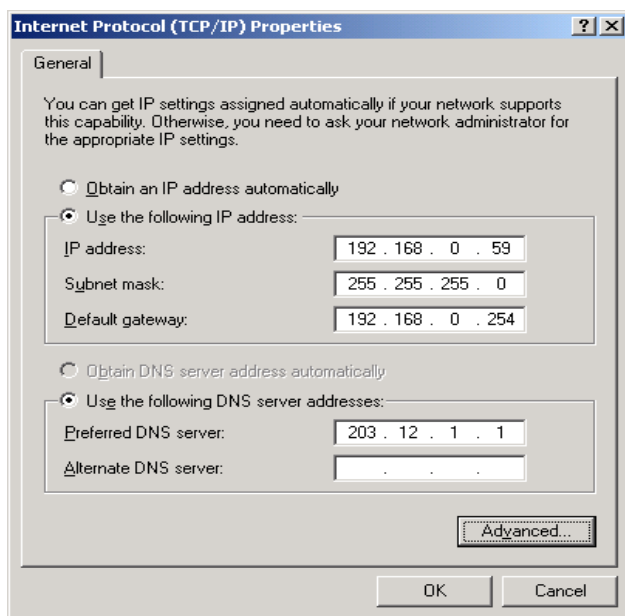 Internet Protocol (TCP/IP) Properties
General
You can get IP settings assigned automatically if your network supports
this capability. Otherwise, you need to ask your network administrator for
the appropriate IP settings.
Obtain an IP address automatically
Use the following IP address:
IP address: 192 . 168 . 0 . 59
Subnet mask: 255 . 255 . 255 . 0
Default gateway: 192 . 168 . 0 . 254
Obtain DNS server address automatically
Use the following DNS server addresses:
Preferred DNS server: 203 . 12 . 1 . 1
Alternate DNS server: . . .
Advanced...
OK Cancel